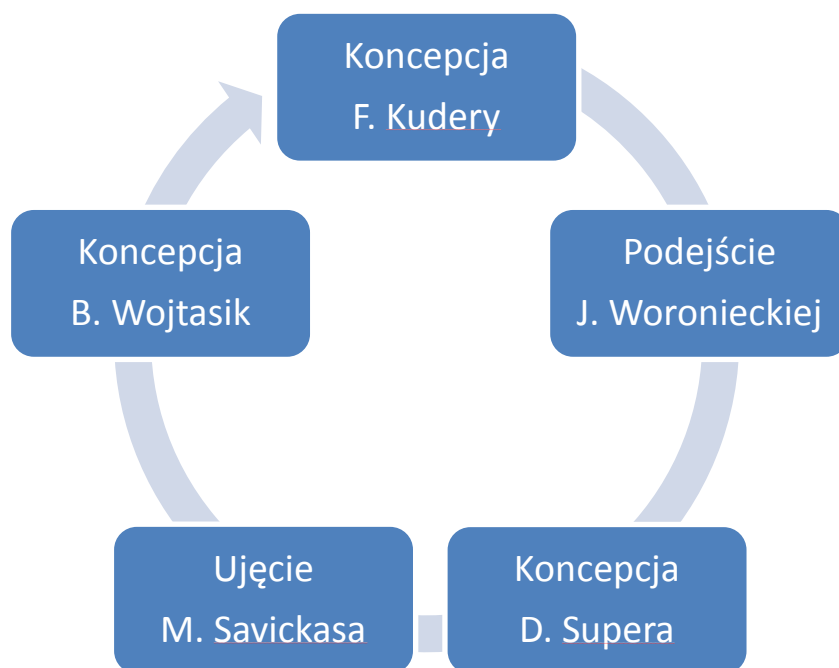 Koncepcja
F. Kudery
Podejście
J. Woronieckiej
Koncepcja
D. Supera
Ujęcie
M. Savickasa
Koncepcja
B. Wojtasik